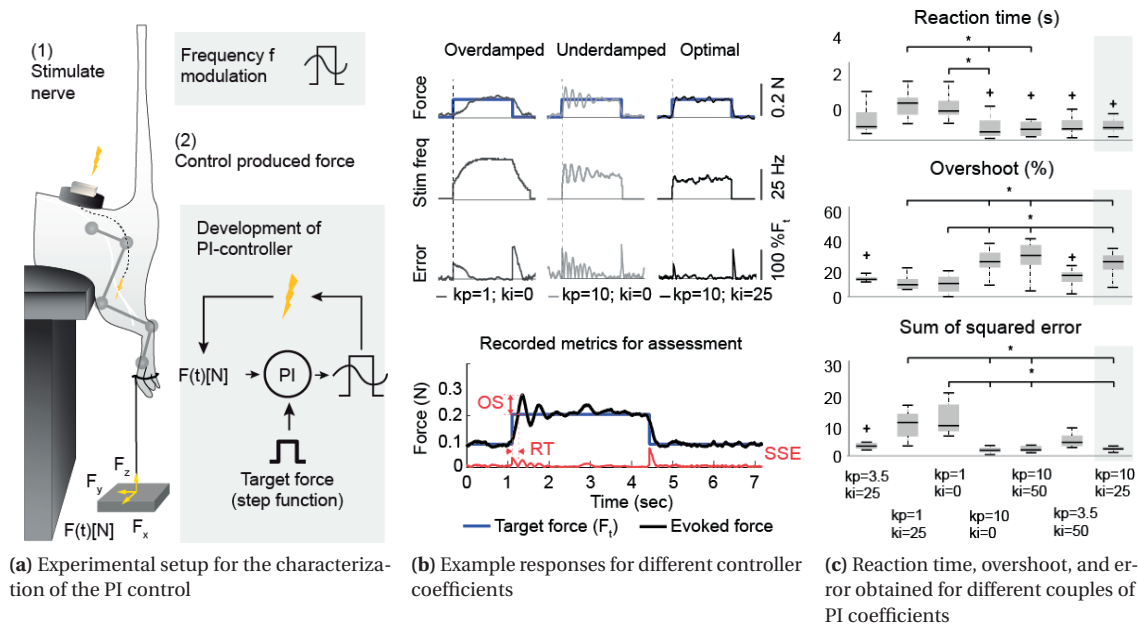 (1)
Stimulate
nerve
Frequency f
modulation
(2)
Control produced force
Development of
PI-controller
F(t)[N]
PI
Target force
(step function)
Fz
Fy
Fx
F(t)[N]
(a) Experimental setup for the characteriza-
tion of the PI control
Overdamped Underdamped Optimal
Force
0.2 N
Stim freq
25 Hz
Error
100 %Ft
kp=1; ki=0 kp=10; ki=0 kp=10; ki=25
Recorded metrics for assessment
Force (N)
0.3
0.2
0.1
0
OS
RT
SSE
0 1 2 3 4 5 6 7
Time (sec)
Target force (Ft) Evoked force
(b) Example responses for different controller
coefficients
Reaction time (s)
4
2
0
*
*
+ + + +
Overshoot (%)
60
40
20
0
*
*
+ +
Sum of squared error
30
20
10
0
*
*
+
kp=3.5 kp=1 kp=10 kp=10
ki=25 ki=0 ki=50 ki=25
kp=1 kp=10 kp=3.5
ki=25 ki=0 ki=50
(c) Reaction time, overshoot, and er-
ror obtained for different couples of
PI coefficients